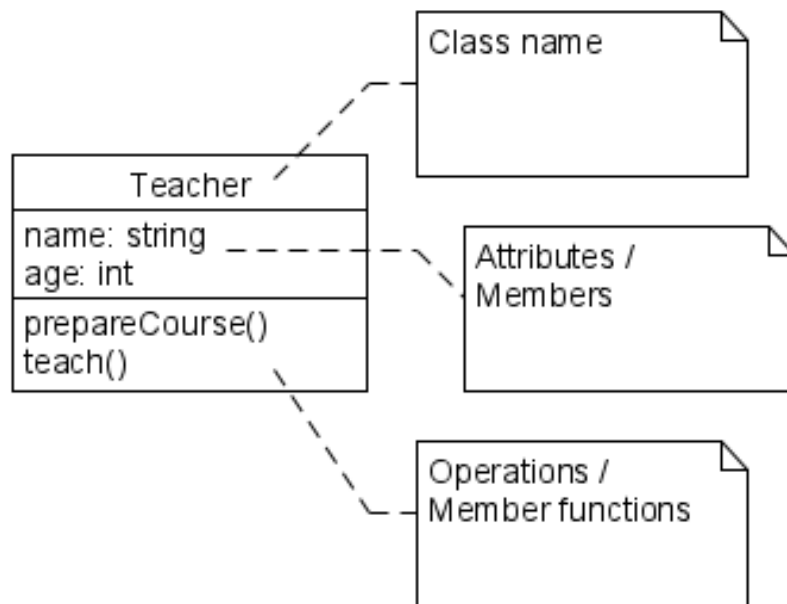 Class name
Teacher
name: string
age: int
Attributes /
Members
prepareCourse()
teach()
Operations /
Member functions